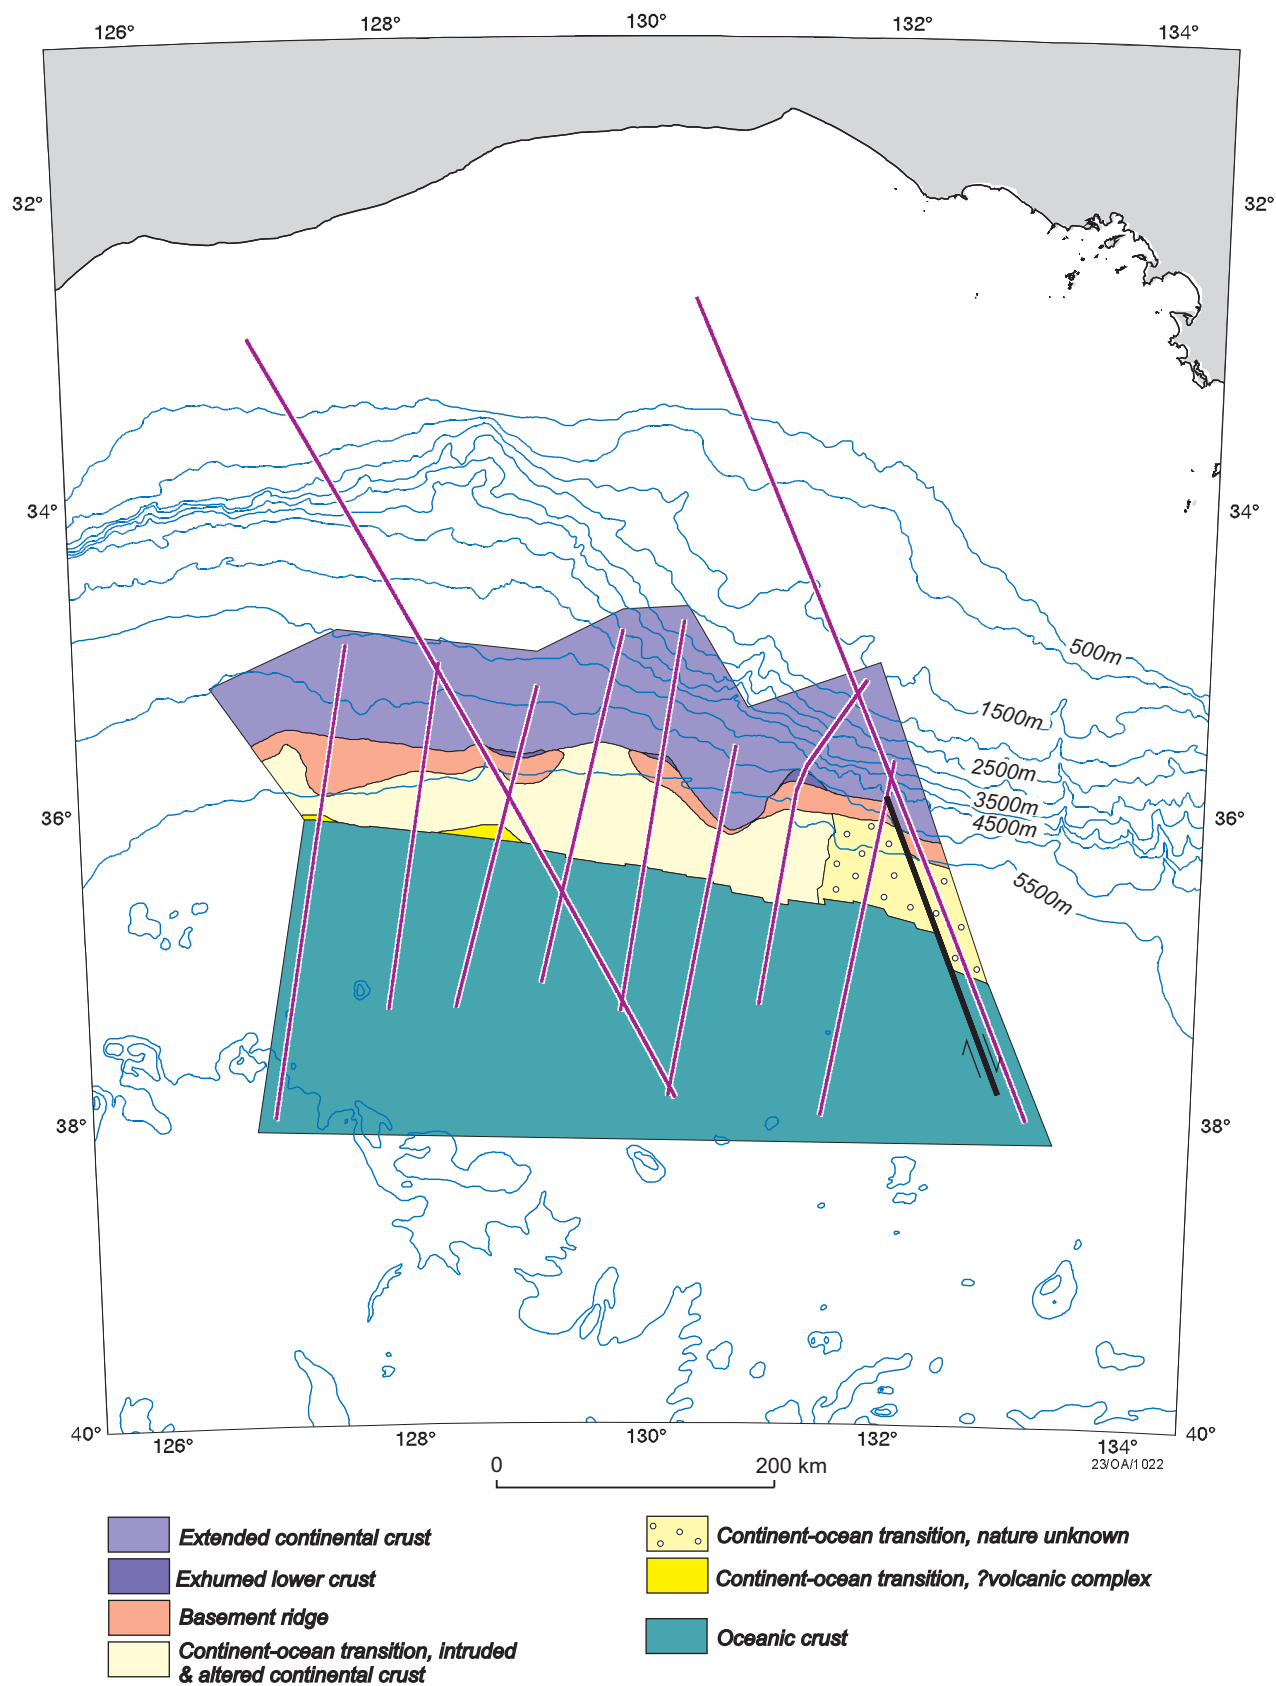 126°
128°
130°
132°
134°
32°
32°
34°
34°
500m
1500m
2500m
3500m
4500m
5500m
36°
36°
38°
38°
40°
40°
126°
128°
130°
132°
134°
23/OA/1022
0
200 km
Extended continental crust
Exhumed lower crust
Basement ridge
Continent-ocean transition, intruded
& altered continental crust
Continent-ocean transition, nature unknown
Continent-ocean transition, ?volcanic complex
Oceanic crust